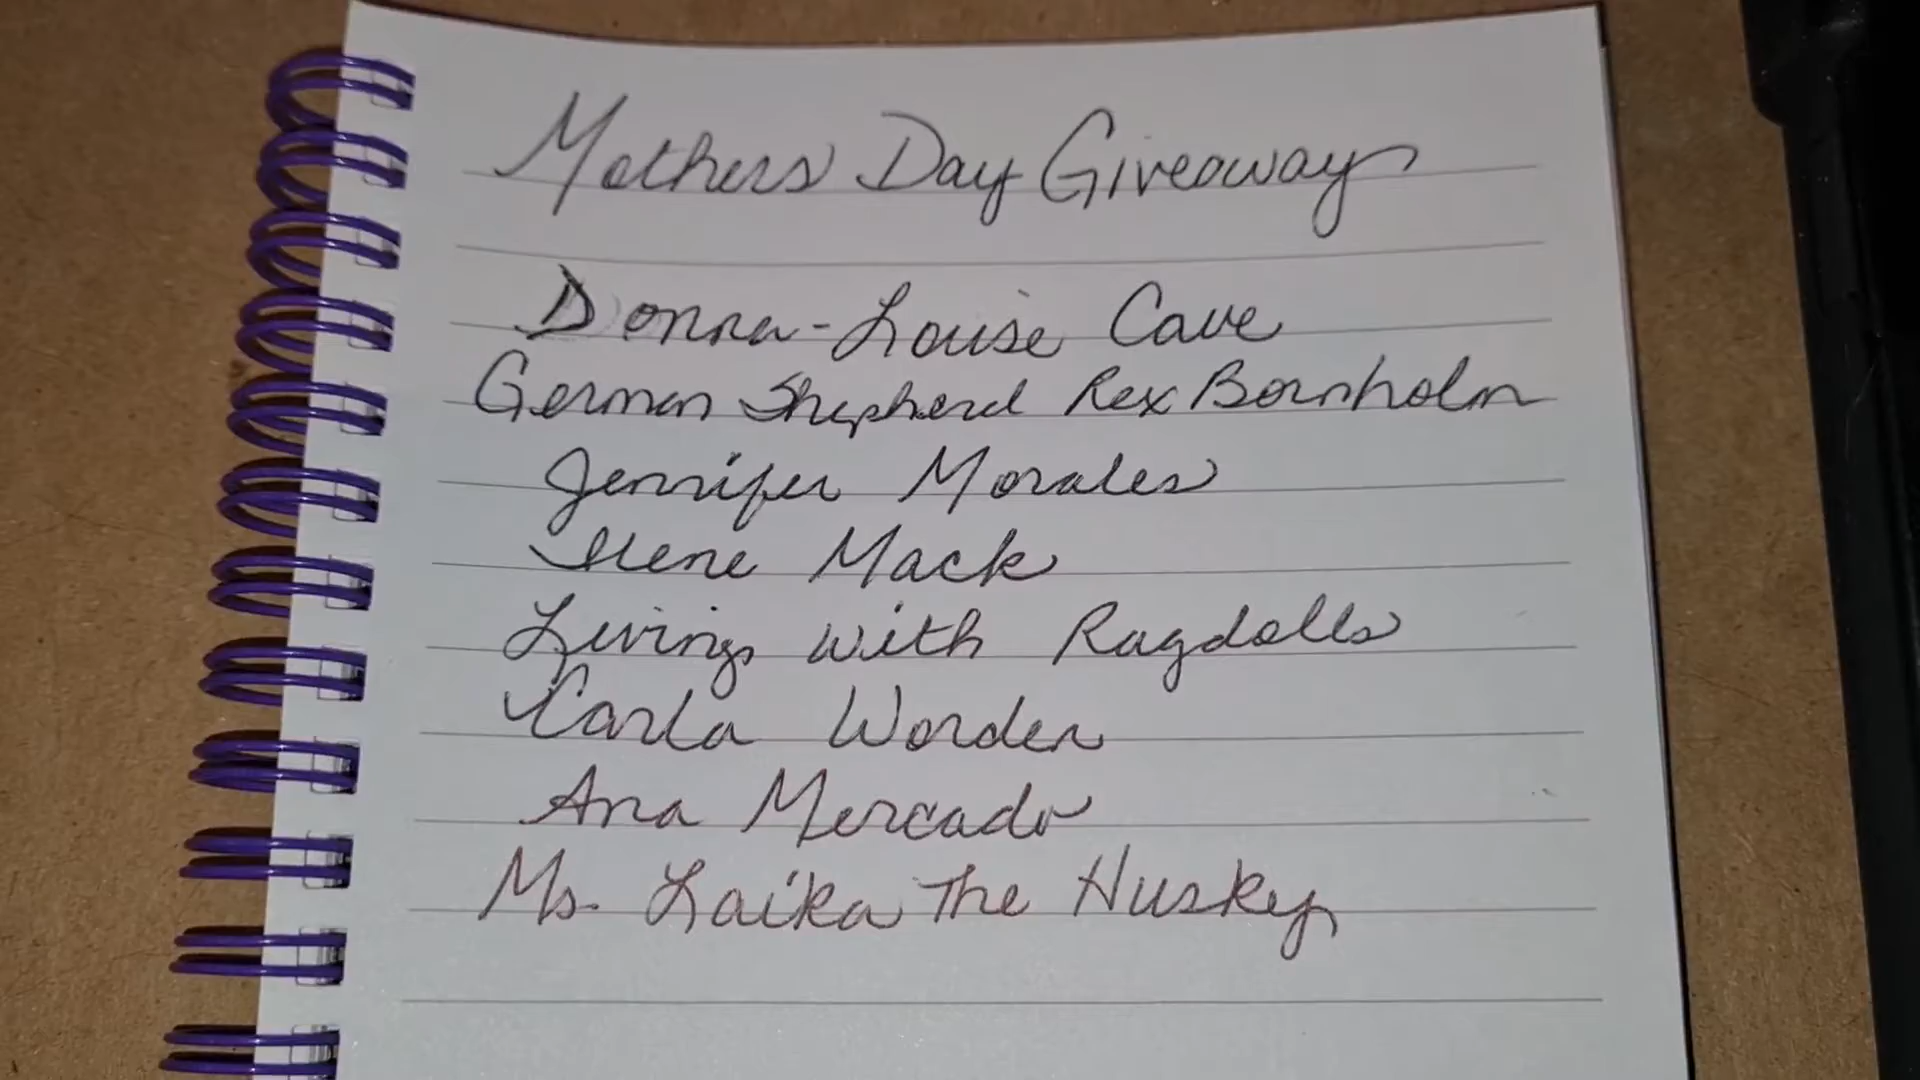 Mothers Day Giveaway
Donna-Louise Cave
German Shepherd Rex Bornholm
Jennifer Morales
Ilene Mack
Living with Ragdolls
Carla Worden
Ana Mercado
Ms. Laika The Husky